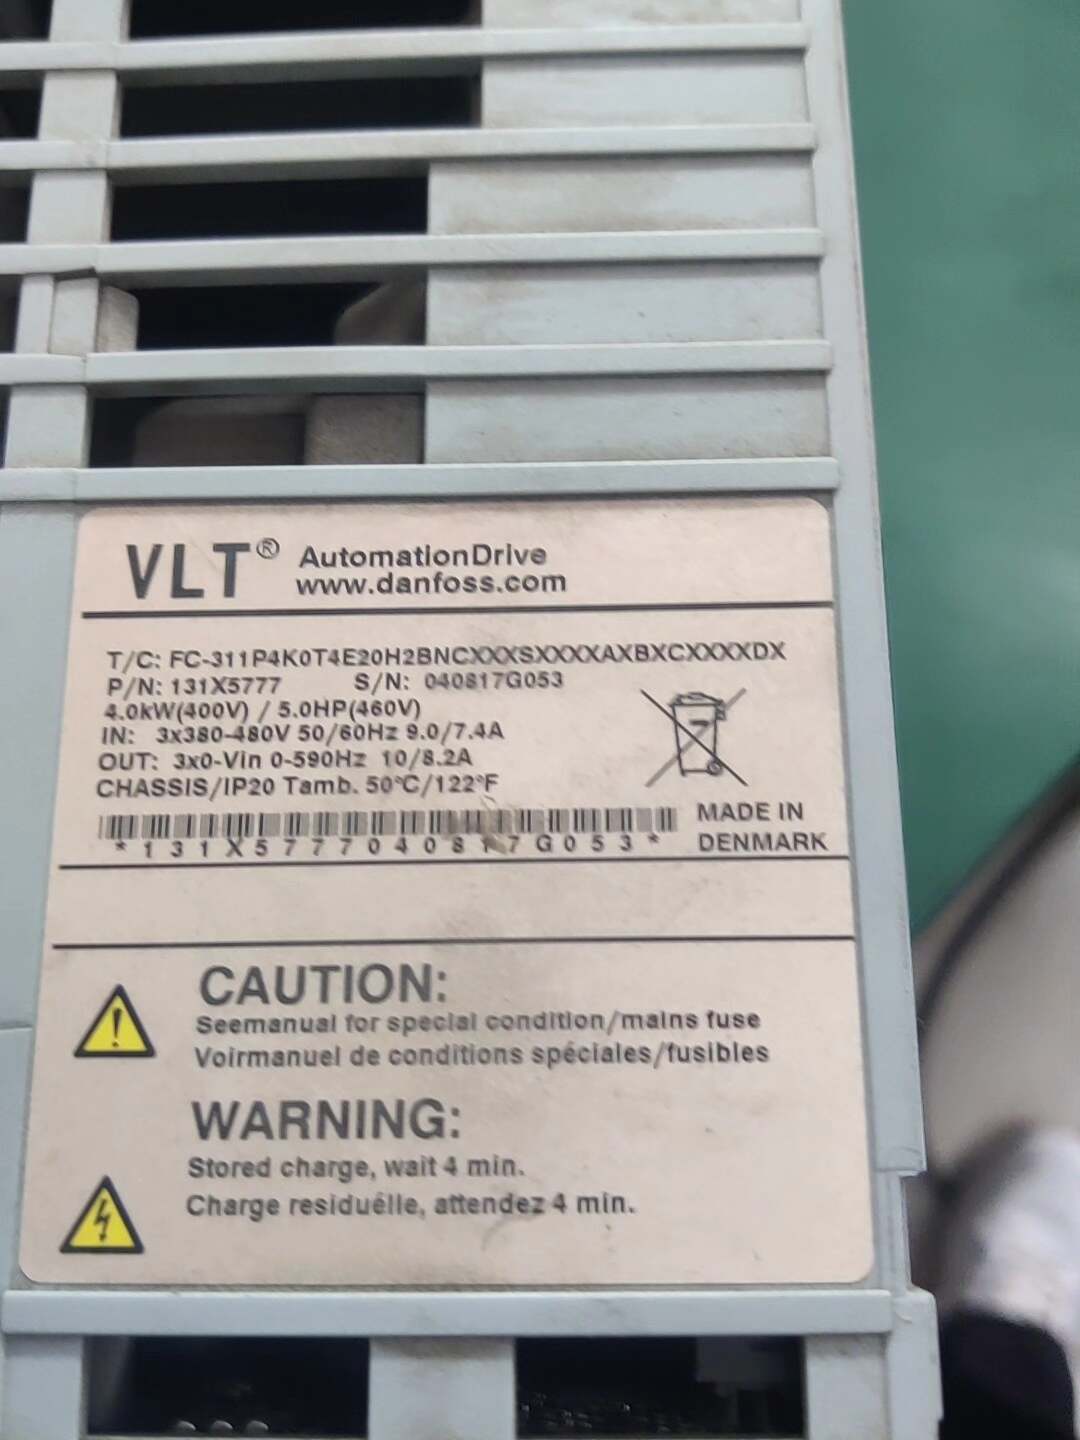 VLT® AutomationDrive
www.danfoss.com
T/C: FC-311P4K0T4E20H2BNCXXXSXXXXAXBXCXXXXDX
P/N: 131X5777 S/N: 040817G053
4.0kW(400V) / 5.0HP(460V)
IN: 3x380-480V 50/60Hz 9.0/7.4A
OUT: 3x0-Vin 0-590Hz 10/8.2A
CHASSIS/IP20 Tamb. 50°C/122°F
*131X5777040817G053*
MADE IN
DENMARK
CAUTION:
Seemanual for special condition/mains fuse
Voirmanuel de conditions spéciales/fusibles
WARNING:
Stored charge, wait 4 min.
Charge residuélle, attendez 4 min.